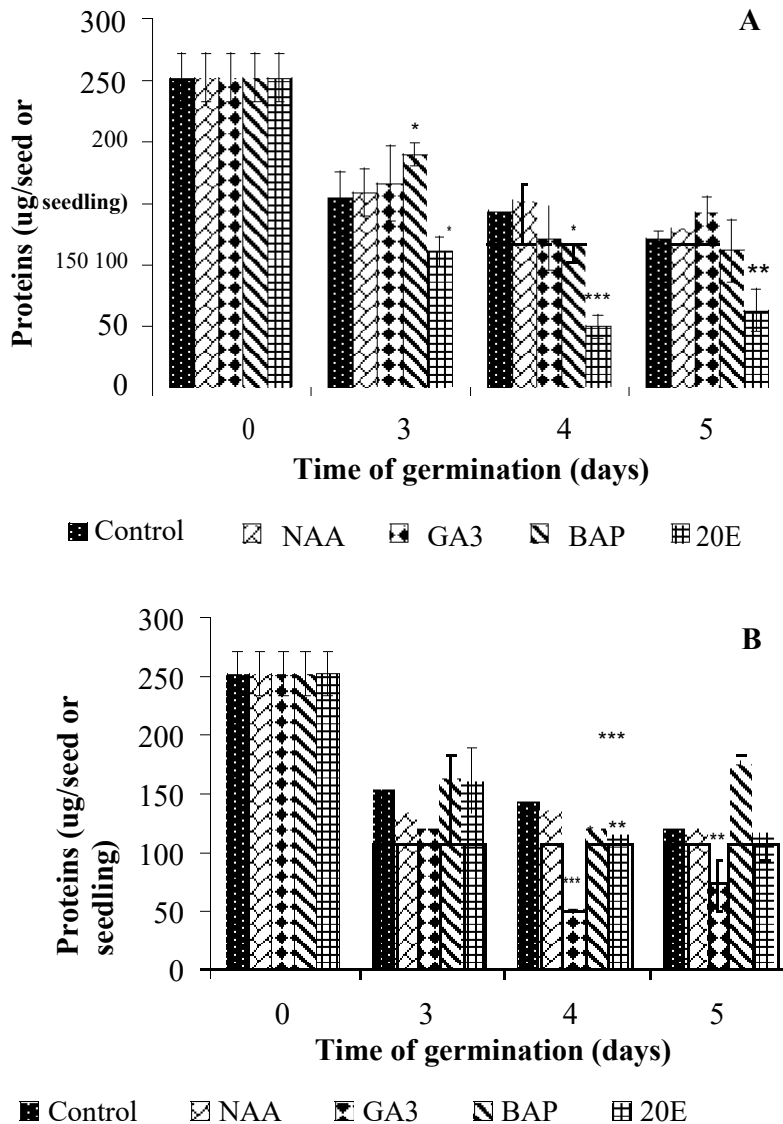 A
300
250
200
seedling)
150 100
50
0
Proteins (ug/seed or
*
*
*
***
**
0 3 4 5
Time of germination (days)
Control NAA GA3 BAP 20E
B
300
250
200
150
100
50
0
Proteins (ug/seed or
seedling)
***
**
***
**
0 3 4 5
Time of germination (days)
Control NAA GA3 BAP 20E